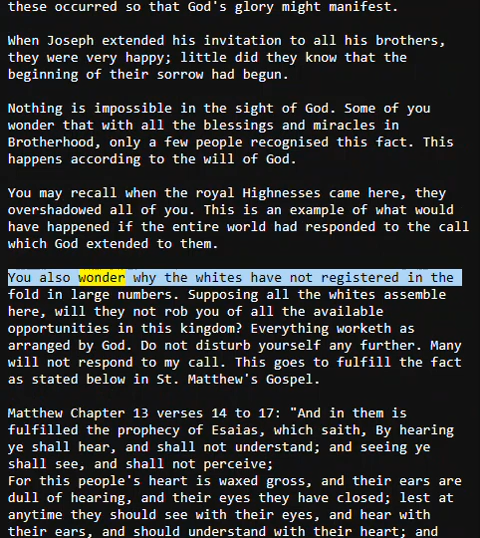 these occurred so that God's glory might manifest.
When Joseph extended his invitation to all his brothers,
they were very happy; little did they know that the
beginning of their sorrow had begun.
Nothing is impossible in the sight of God. Some of you
wonder that with all the blessings and miracles in
Brotherhood, only a few people recognised this fact. This
happens according to the will of God.
You may recall when the royal Highnesses came here, they
overshadowed all of you. This is an example of what would
have happened if the entire world had responded to the call
which God extended to them.
You also wonder why the whites have not registered in the
fold in large numbers. Supposing all the whites assemble
here, will they not rob you of all the available
opportunities in this kingdom? Everything worketh as
arranged by God. Do not disturb yourself any further. Many
will not respond to my call. This goes to fulfill the fact
as stated below in St. Matthew's Gospel.
Matthew Chapter 13 verses 14 to 17: "And in them is
fulfilled the prophecy of Esaias, which saith, By hearing
ye shall hear, and shall not understand; and seeing ye
shall see, and shall not perceive;
For this people's heart is waxed gross, and their ears are
dull of hearing, and their eyes they have closed; lest at
anytime they should see with their eyes, and hear with
their ears, and should understand with their heart; and